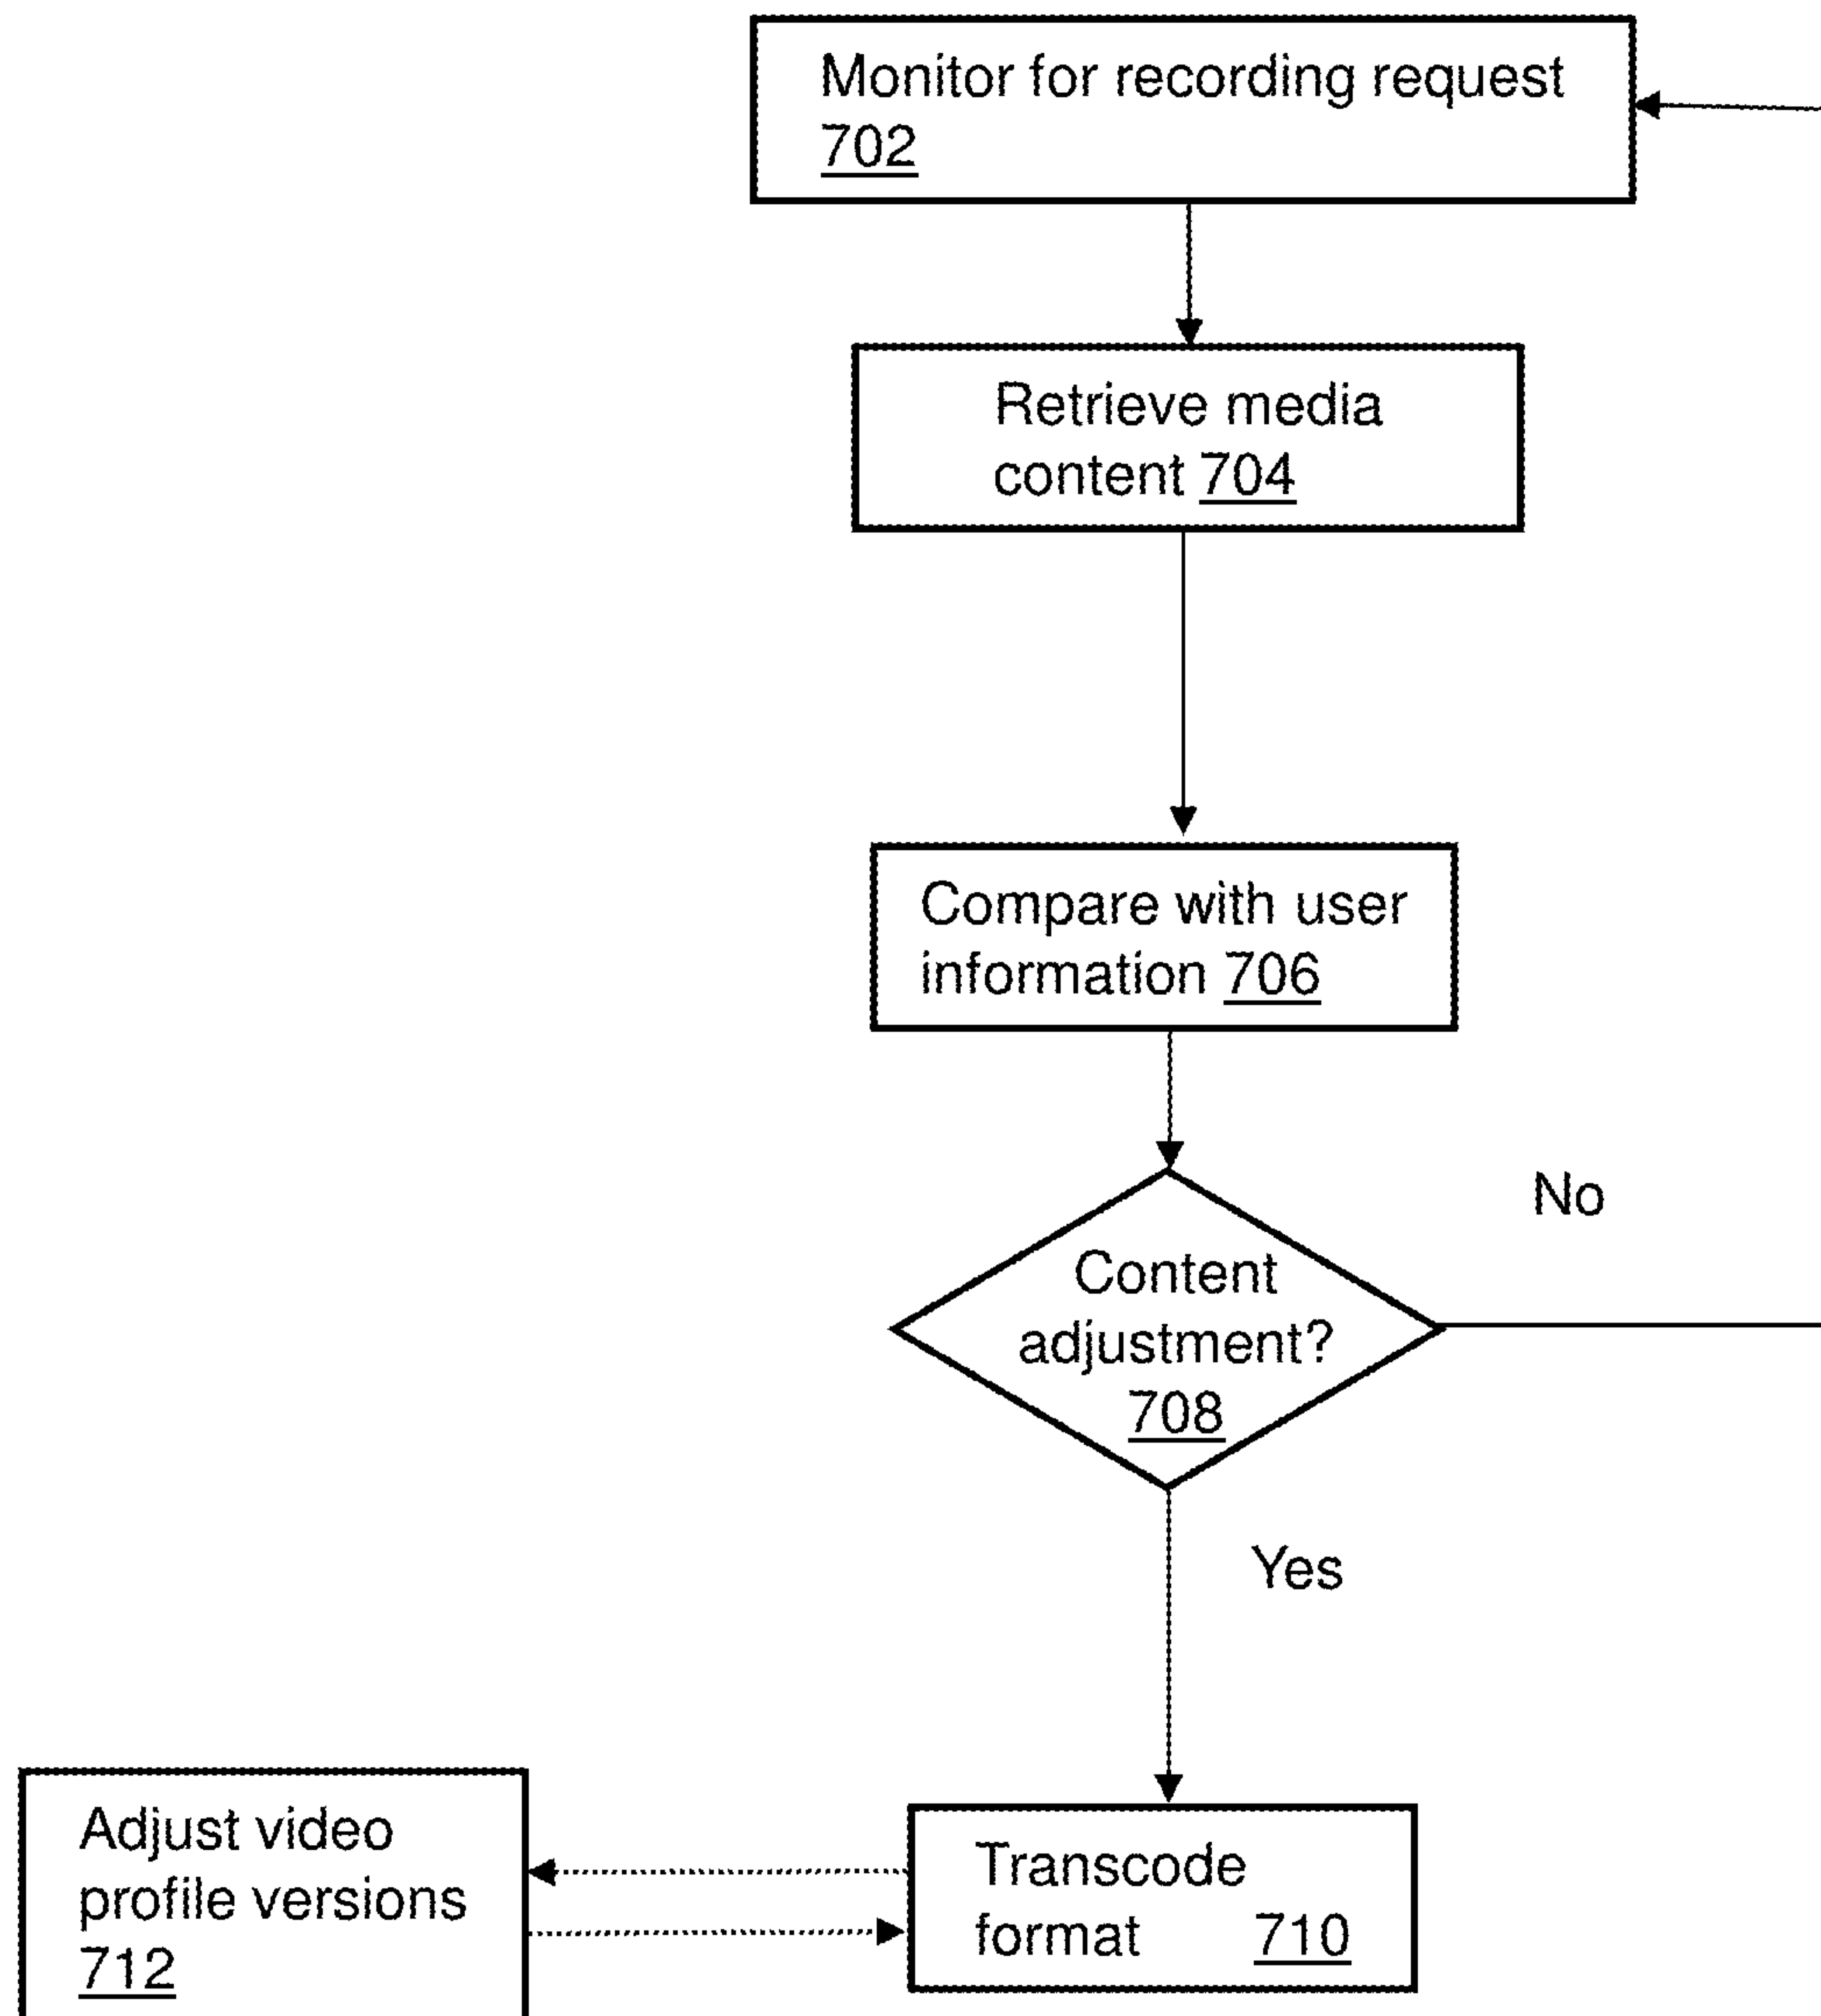 Monitor for recording request
702
Retrieve media
content 704
Compare with user
information 706
No
Content
adjustment?
708
Yes
Adjust video
profile versions
712
Transcode
format 710